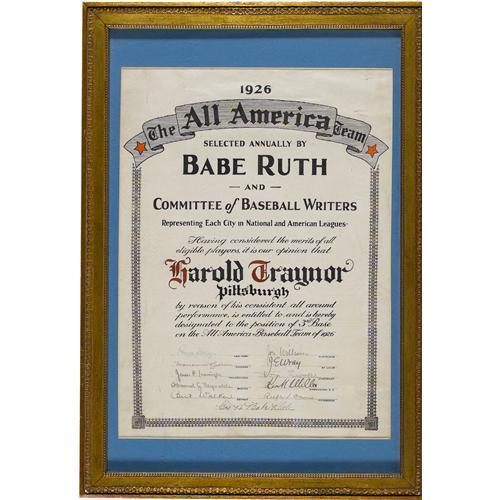 1926
The All America Team
SELECTED ANNUALLY BY
BABE RUTH
— AND —
COMMITTEE of BASEBALL WRITERS
Representing Each City in National and American Leagues-
Having considered the merits of all
eligible players, it is our opinion that
Harold Traynor
Pittsburgh
by reason of his consistent all around
performance, is entitled to and is hereby
designated to the position of 3rd Base
on the All America Baseball Team of 1926